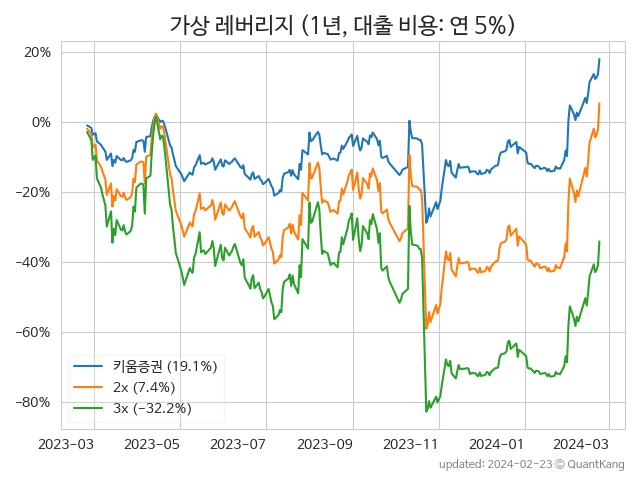 가상 레버리지 (1년, 대출 비용: 연 5%)
20%
0%
−20%
−40%
−60%
−80%
키움증권 (19.1%)
2x (7.4%)
3x (−32.2%)
2023-03 2023-05 2023-07 2023-09 2023-11 2024-01 2024-03
updated: 2024-02-23 © QuantKang